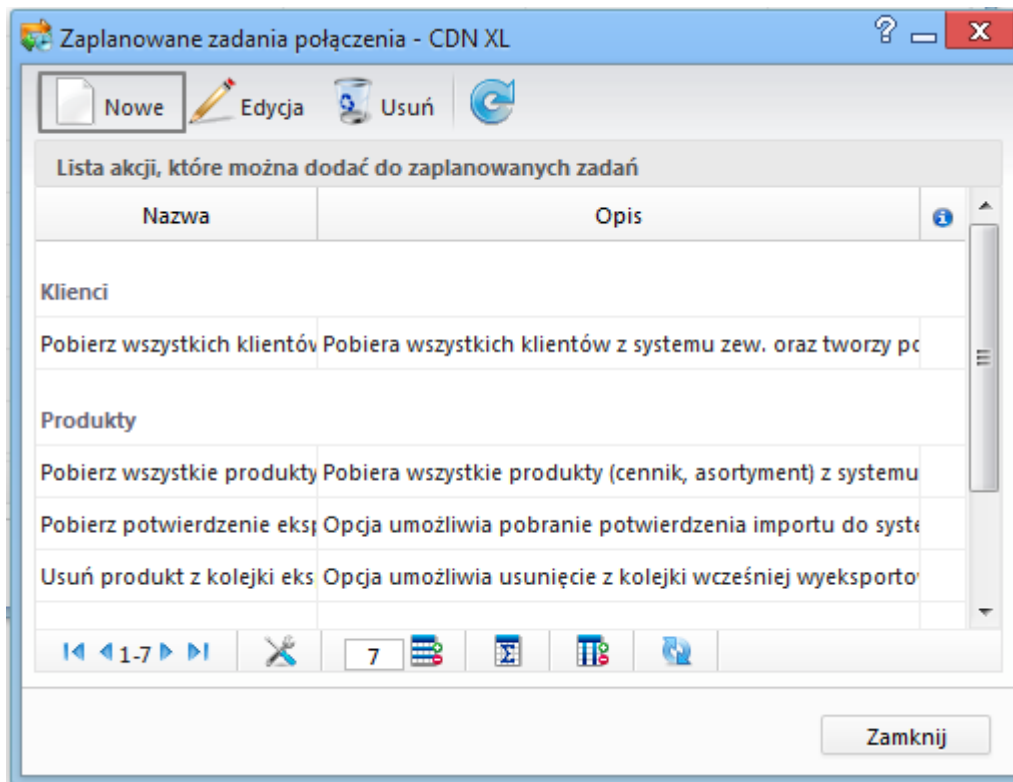 Zaplanowane zadania połączenia - CDN XL
Nowe Edycja Usuń
Lista akcji, które można dodać do zaplanowanych zadań
Nazwa Opis
Klienci
Pobierz wszystkich klientów Pobiera wszystkich klientów z systemu zew. oraz tworzy
Produkty
Pobierz wszystkie produkty Pobiera wszystkie produkty (cennik, asortyment) z systemu
Pobierz potwierdzenie Opcja umożliwia pobranie potwierdzenia importu do
Usuń produkt z kolejki eks Opcja umożliwia usunięcie z kolejki wcześniej wyeksporto
1-7 7
Zamknij